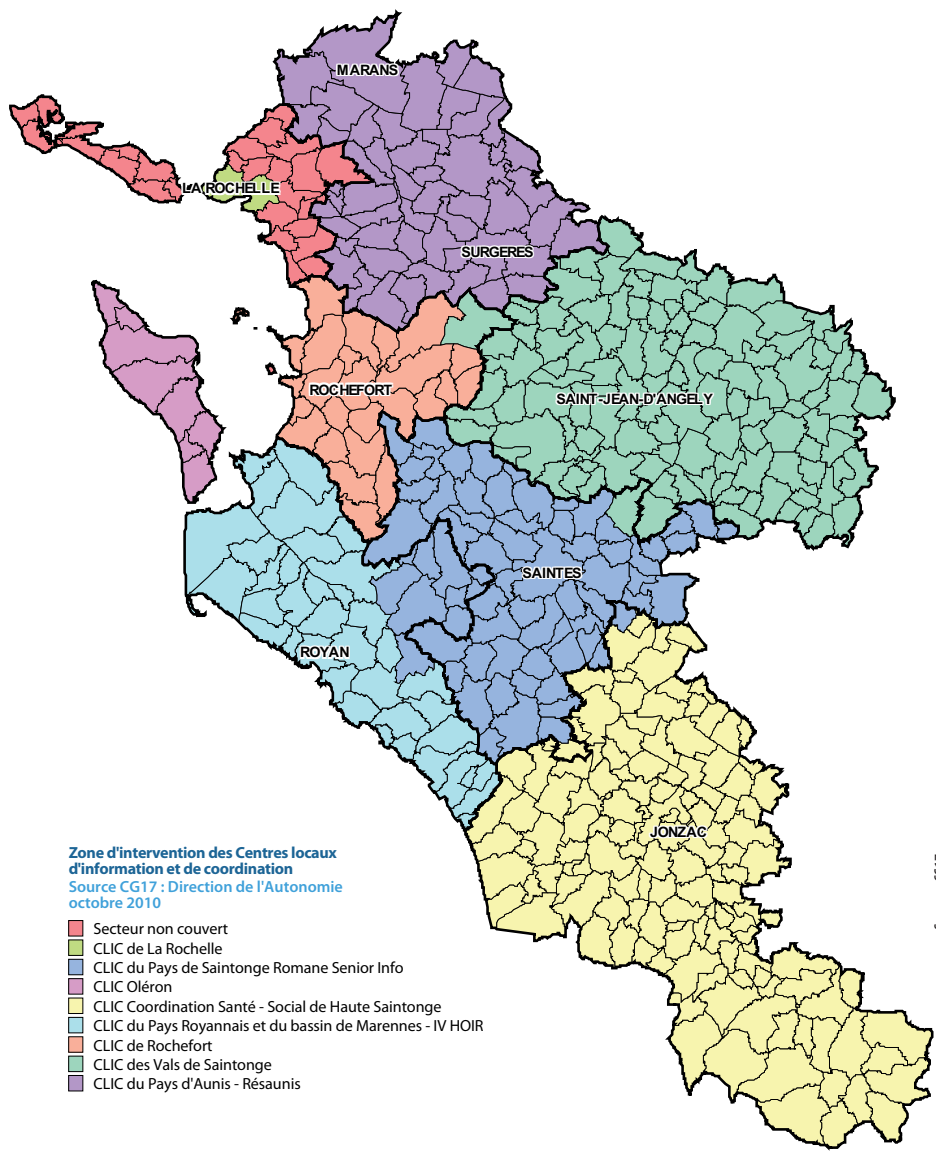 MARANS
LA ROCHELLE
SURGERES
ROCHEFORT
SAINT-JEAN-D'ANGELY
SAINTES
ROYAN
JONZAC
Zone d'intervention des Centres locaux
d'information et de coordination
Source CG17 : Direction de l'Autonomie
octobre 2010
Secteur non couvert
CLIC de La Rochelle
CLIC du Pays de Saintonge Romane Senior Info
CLIC Oléron
CLIC Coordination Santé - Social de Haute Saintonge
CLIC du Pays Royannais et du bassin de Marennes - IV HOIR
CLIC de Rochefort
CLIC des Vals de Saintonge
CLIC du Pays d'Aunis - Résaunis